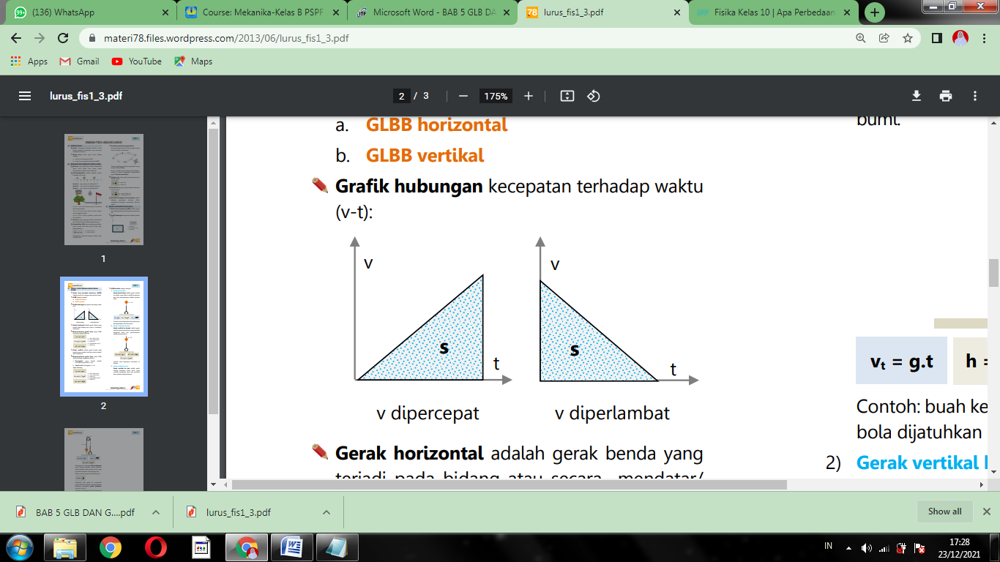 (136) WhatsApp
Course: Mekanika-Kelas B PSPF
Microsoft Word - BAB 5 GLB DA
78 lurus_fis1_3.pdf
Fisika Kelas 10 | Apa Perbedaan
materi78.files.wordpress.com/2013/06/lurus_fis1_3.pdf
Apps Gmail YouTube Maps
lurus_fis1_3.pdf
2 / 3
175%
1
2
a. GLBB horizontal
b. GLBB vertikal
Grafik hubungan kecepatan terhadap waktu
(v-t):
v
s
t
v dipercepat
v
s
t
v diperlambat
Gerak horizontal adalah gerak benda yang
terjadi pada bidang atau secara mendatar/
bumi.
vt = g.t
h =
Contoh: buah ke
bola dijatuhkan
2) Gerak vertikal
BAB 5 GLB DAN G....pdf
lurus_fis1_3.pdf
Show all
IN
17:28
23/12/2021